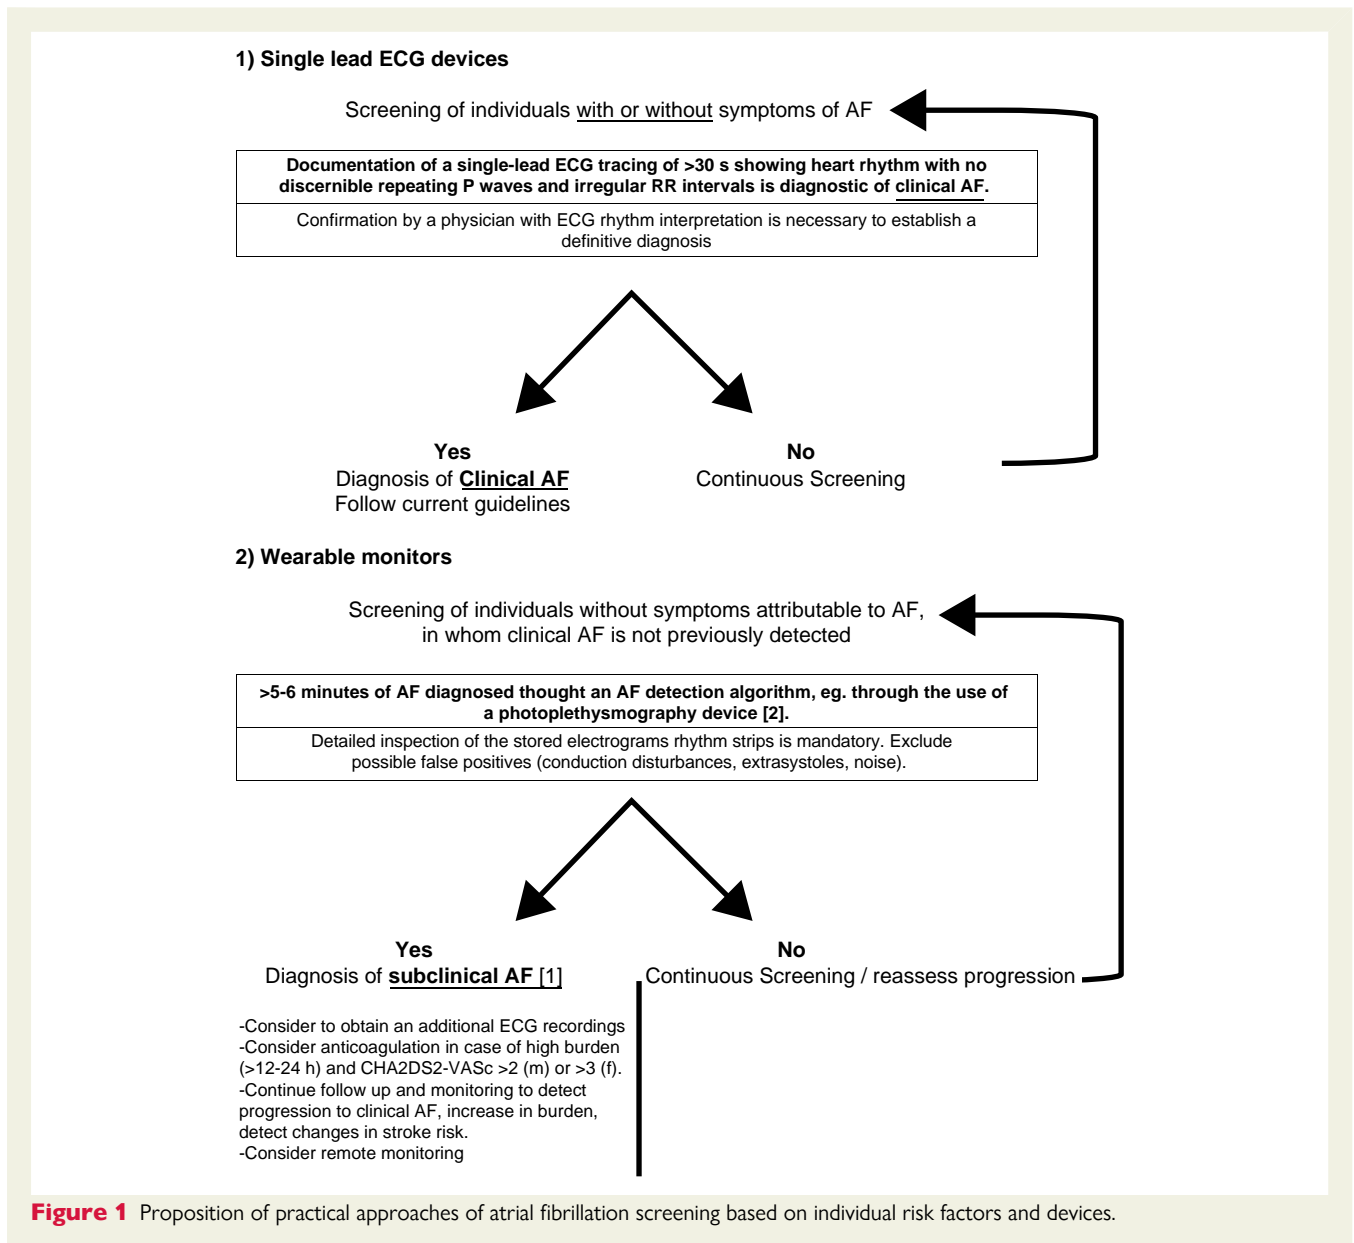 1) Single lead ECG devices
Screening of individuals with or without symptoms of AF
Documentation of a single-lead ECG tracing of >30 s showing heart rhythm with no
discernible repeating P waves and irregular RR intervals is diagnostic of clinical AF.
Confirmation by a physician with ECG rhythm interpretation is necessary to establish a
definitive diagnosis
Yes
Diagnosis of Clinical AF
Follow current guidelines
No
Continuous Screening
2) Wearable monitors
Screening of individuals without symptoms attributable to AF,
in whom clinical AF is not previously detected
>5-6 minutes of AF diagnosed thought an AF detection algorithm, eg. through the use of
a photoplethysmography device [2].
Detailed inspection of the stored electrograms rhythm strips is mandatory. Exclude
possible false positives (conduction disturbances, extrasystoles, noise).
Yes
Diagnosis of subclinical AF [1]
-Consider to obtain an additional ECG recordings
-Consider anticoagulation in case of high burden
(>12-24 h) and CHA2DS2-VASc >2 (m) or >3 (f).
-Continue follow up and monitoring to detect
progression to clinical AF, increase in burden,
detect changes in stroke risk.
-Consider remote monitoring
No
Continuous Screening / reassess progression
Figure 1 Proposition of practical approaches of atrial fibrillation screening based on individual risk factors and devices.